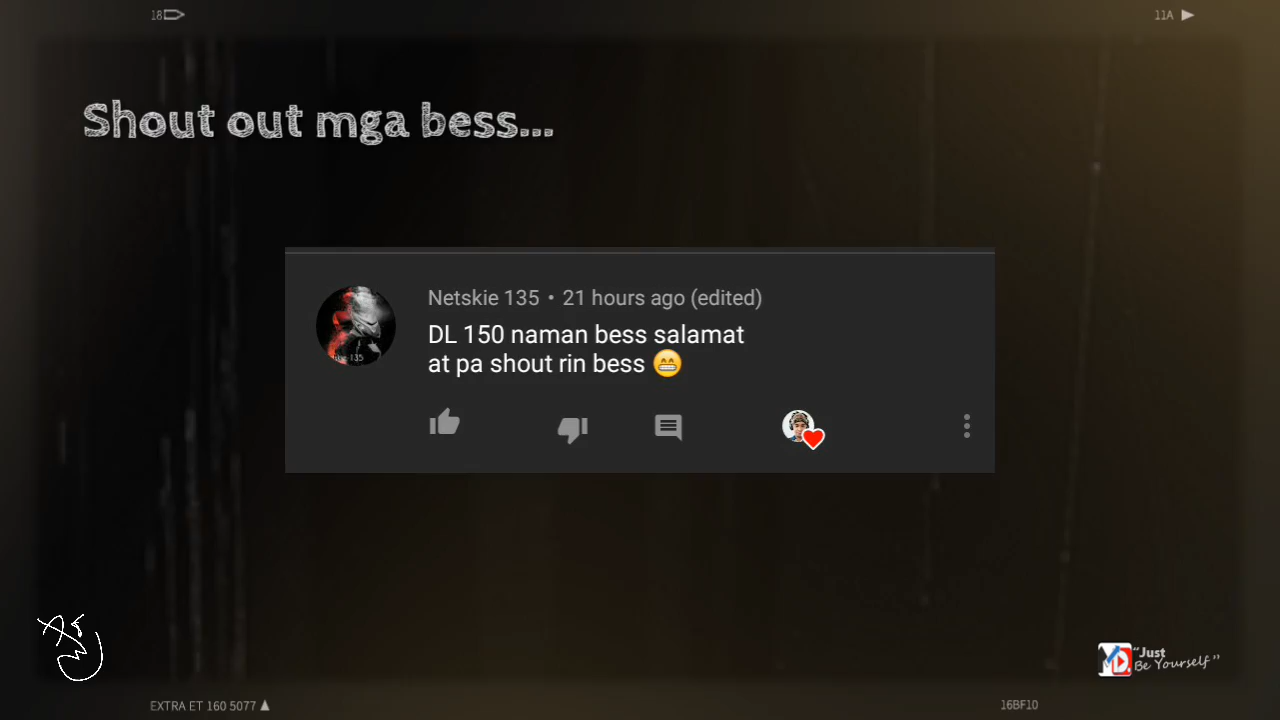 18
11A
Shout out mga bess...
Netskie 135 • 21 hours ago (edited)
DL 150 naman bess salamat
at pa shout rin bess 😁
"Just
Be Yourself"
EXTRA ET 160 5077
16BF10